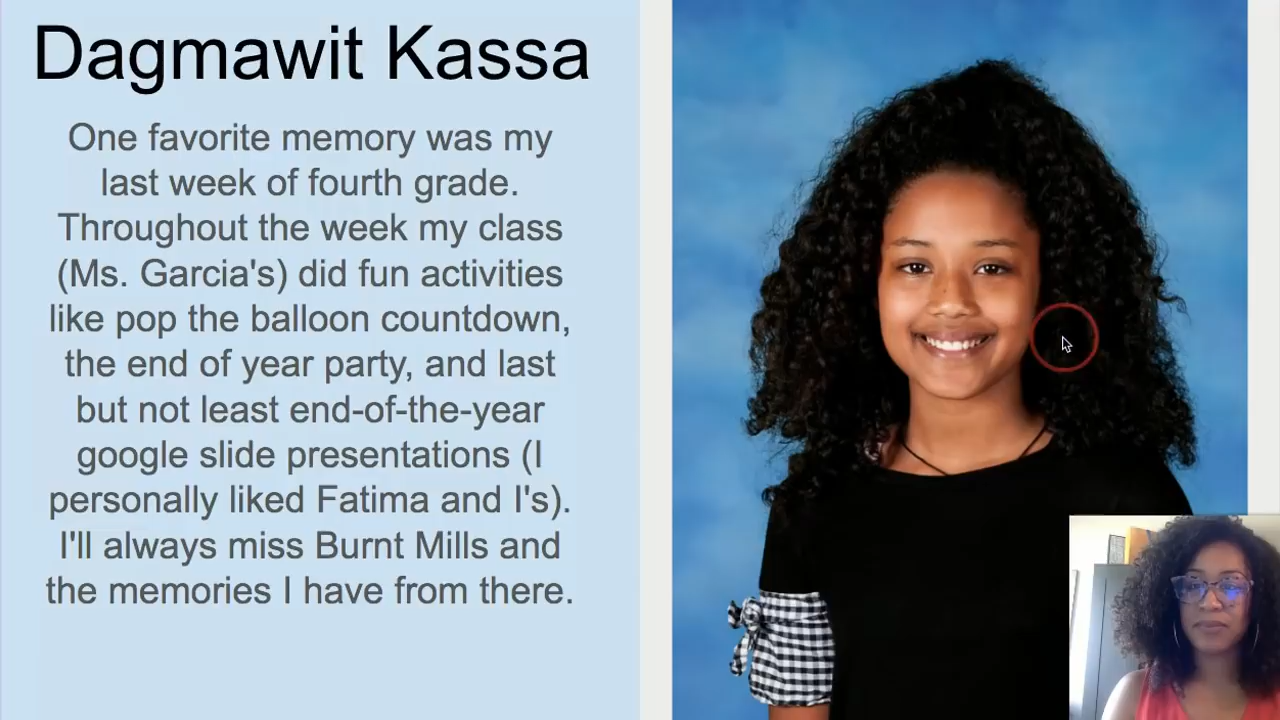 Dagmawit Kassa
One favorite memory was my
last week of fourth grade.
Throughout the week my class
(Ms. Garcia's) did fun activities
like pop the balloon countdown,
the end of year party, and last
but not least end-of-the-year
google slide presentations (I
personally liked Fatima and I's).
I'll always miss Burnt Mills and
the memories I have from there.